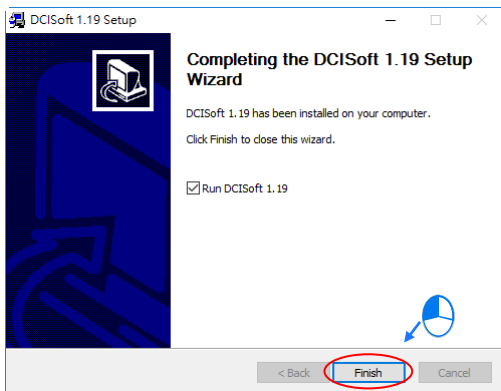 DCISoft 1.19 Setup
Completing the DCISoft 1.19 Setup
Wizard
DCISoft 1.19 has been installed on your computer.
Click Finish to close this wizard.
Run DCISoft 1.19
< Back
Finish
Cancel